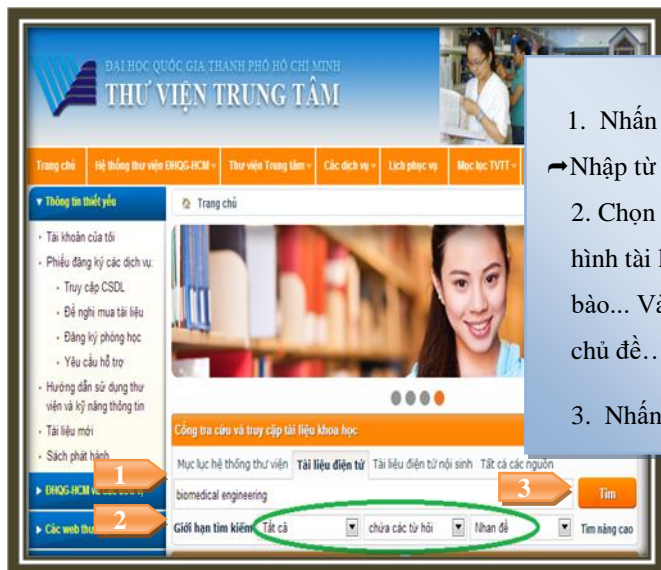 ĐẠI HỌC QUỐC GIA THÀNH PHỐ HỒ CHÍ MINH
THƯ VIỆN TRUNG TÂM
Trang chủ Hệ thống thư viện ĐHQG-HCM Thư viện Trung tâm Các dịch vụ Lịch phục vụ Mục lục TVTT
Thông tin thiết yếu
Trang chủ
Tài khoản của tôi
Phiếu đăng ký các dịch vụ:
Truy cập CSDL
Đề nghị mua tài liệu
Đăng ký phòng học
Yêu cầu hỗ trợ
Hướng dẫn sử dụng thư
viện và kỹ năng thông tin
Tài liệu mới
Sách phát hành
ĐHQG-HCM
Các web
1. Nhấn
➡Nhập từ
2. Chọn
hình tài
bào... Và
chủ đề…
3. Nhấn
Cổng tra cứu và truy cập tài liệu khoa học
Mục lục hệ thống thư viện Tài liệu điện tử Tài liệu điện tử nội sinh Tất cả các nguồn
1
biomedical engineering
3
Tìm
2
Giới hạn tìm kiếm Tất cả chứa các từ hỏi Nhan đề Tìm nâng cao